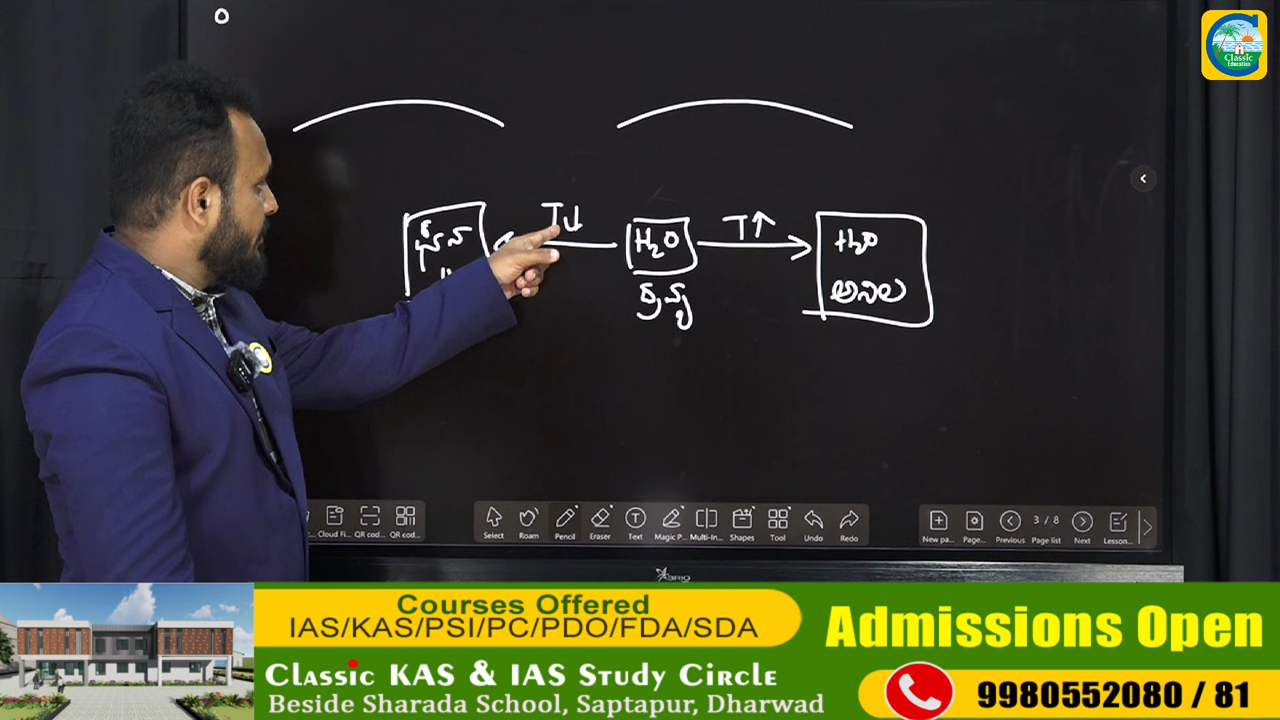 Classic
Education
T↓
T↑
H₂O
H₂O
ದ್ರವ್ಯ
ಅನಿಲ
Select
Roam
Pencil
Eraser
Text
Magic P...
Multi-In...
Shapes
Tool
Undo
Redo
Cloud Fi...
QR cod...
QR cod...
New pa...
Page...
Previous
3 / 8
Page list
Next
Lesson...
Courses Offered
IAS/KAS/PSI/PC/PDO/FDA/SDA
Classic KAS & IAS Study Circle
Beside Sharada School, Saptapur, Dharwad
Admissions Open
9980552080 / 81